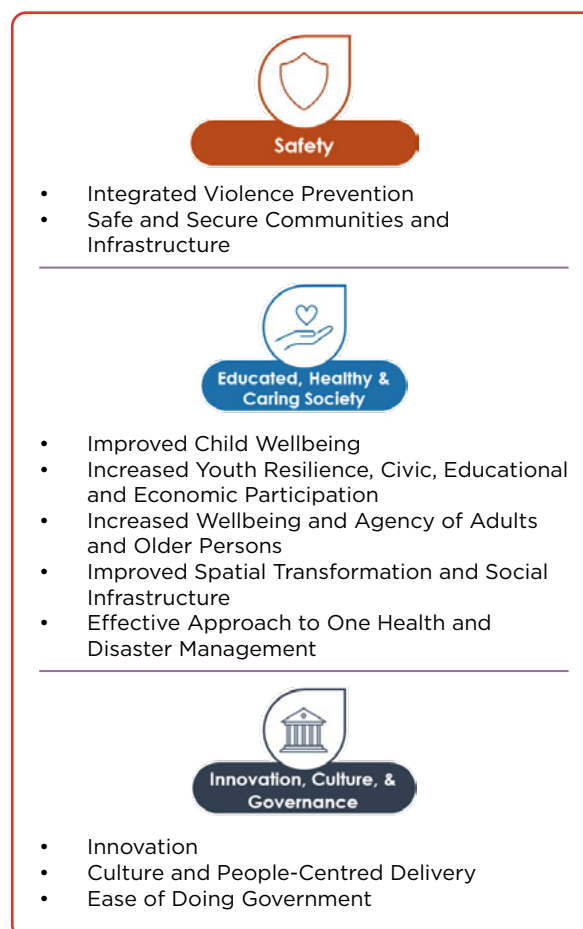 Safety
• Integrated Violence Prevention
• Safe and Secure Communities and
Infrastructure
Educated, Healthy &
Caring Society
• Improved Child Wellbeing
• Increased Youth Resilience, Civic, Educational
and Economic Participation
• Increased Wellbeing and Agency of Adults
and Older Persons
• Improved Spatial Transformation and Social
Infrastructure
• Effective Approach to One Health and
Disaster Management
Innovation, Culture, &
Governance
• Innovation
• Culture and People-Centred Delivery
• Ease of Doing Government